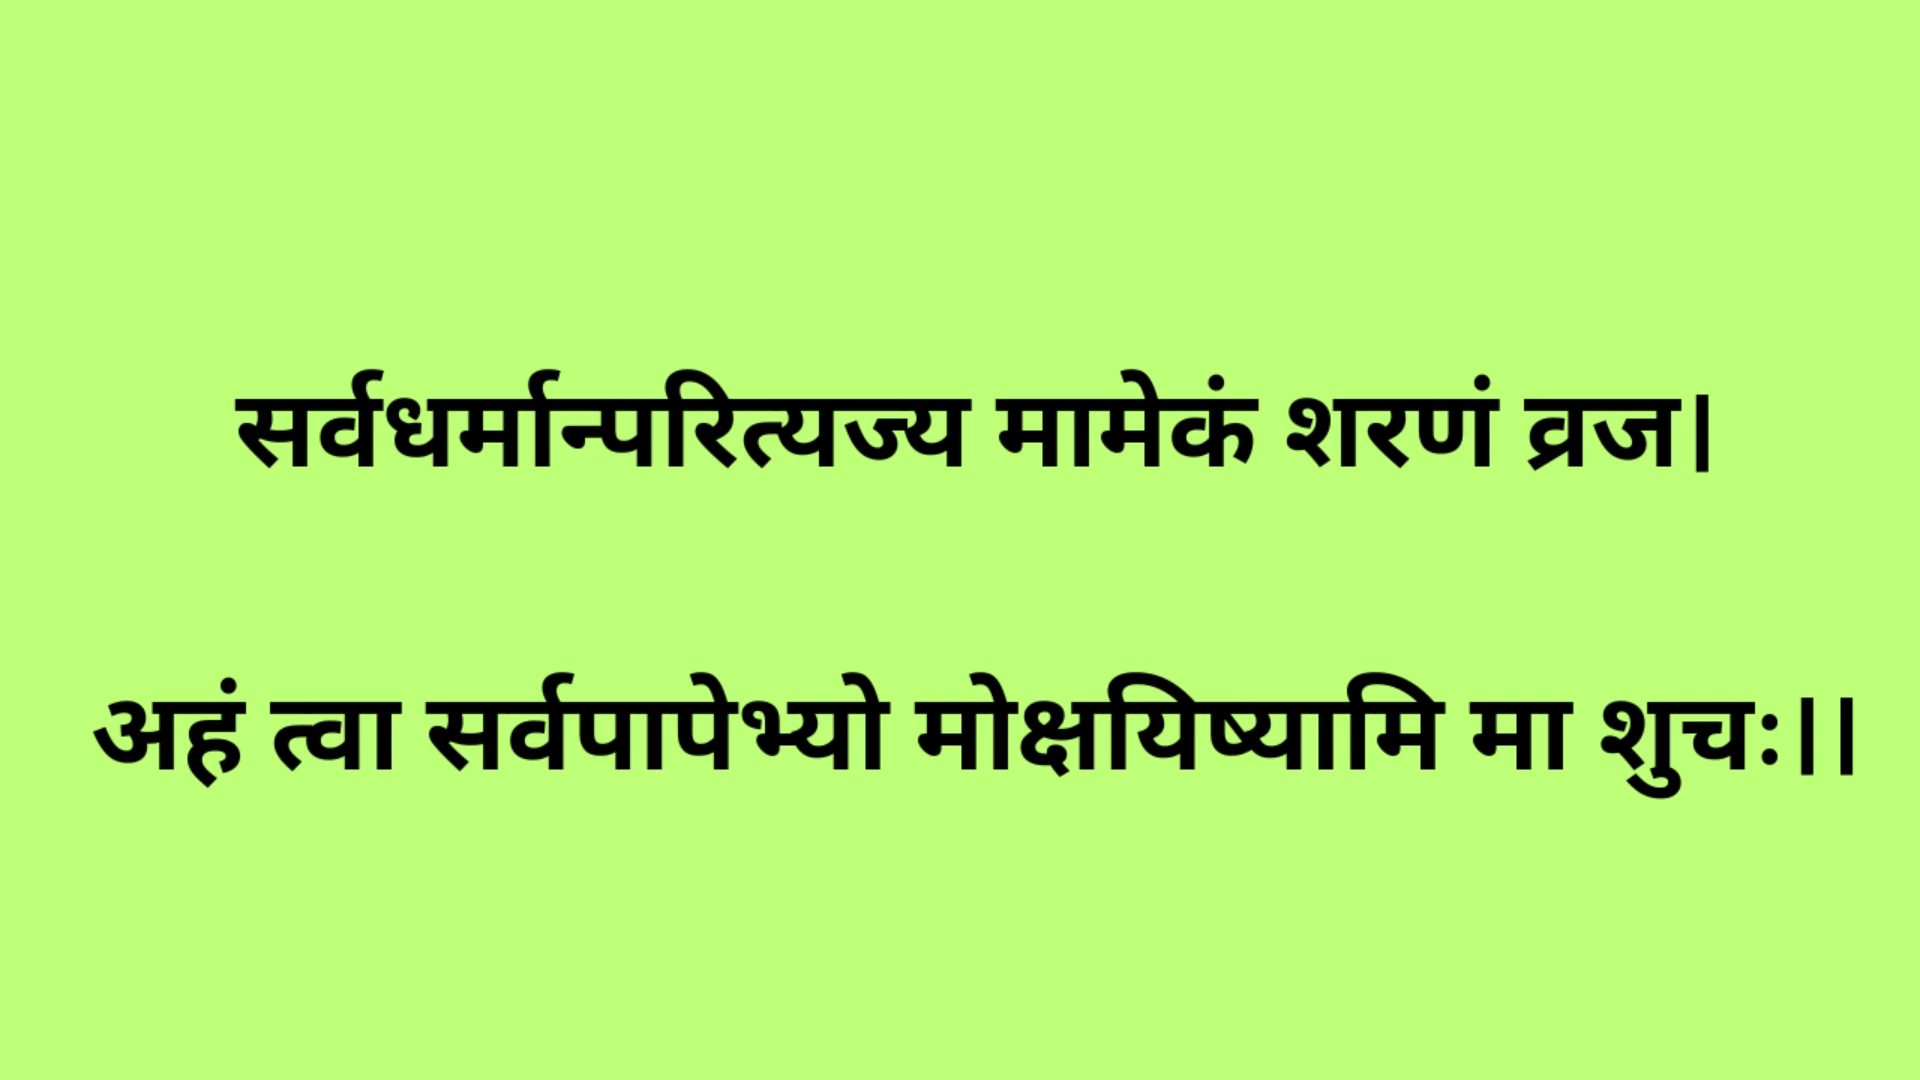 सर्वधर्मान्परित्यज्य मामेकं शरणं व्रज।
अहं त्वा सर्वपापेभ्यो मोक्षयिष्यामि मा शुचः।।